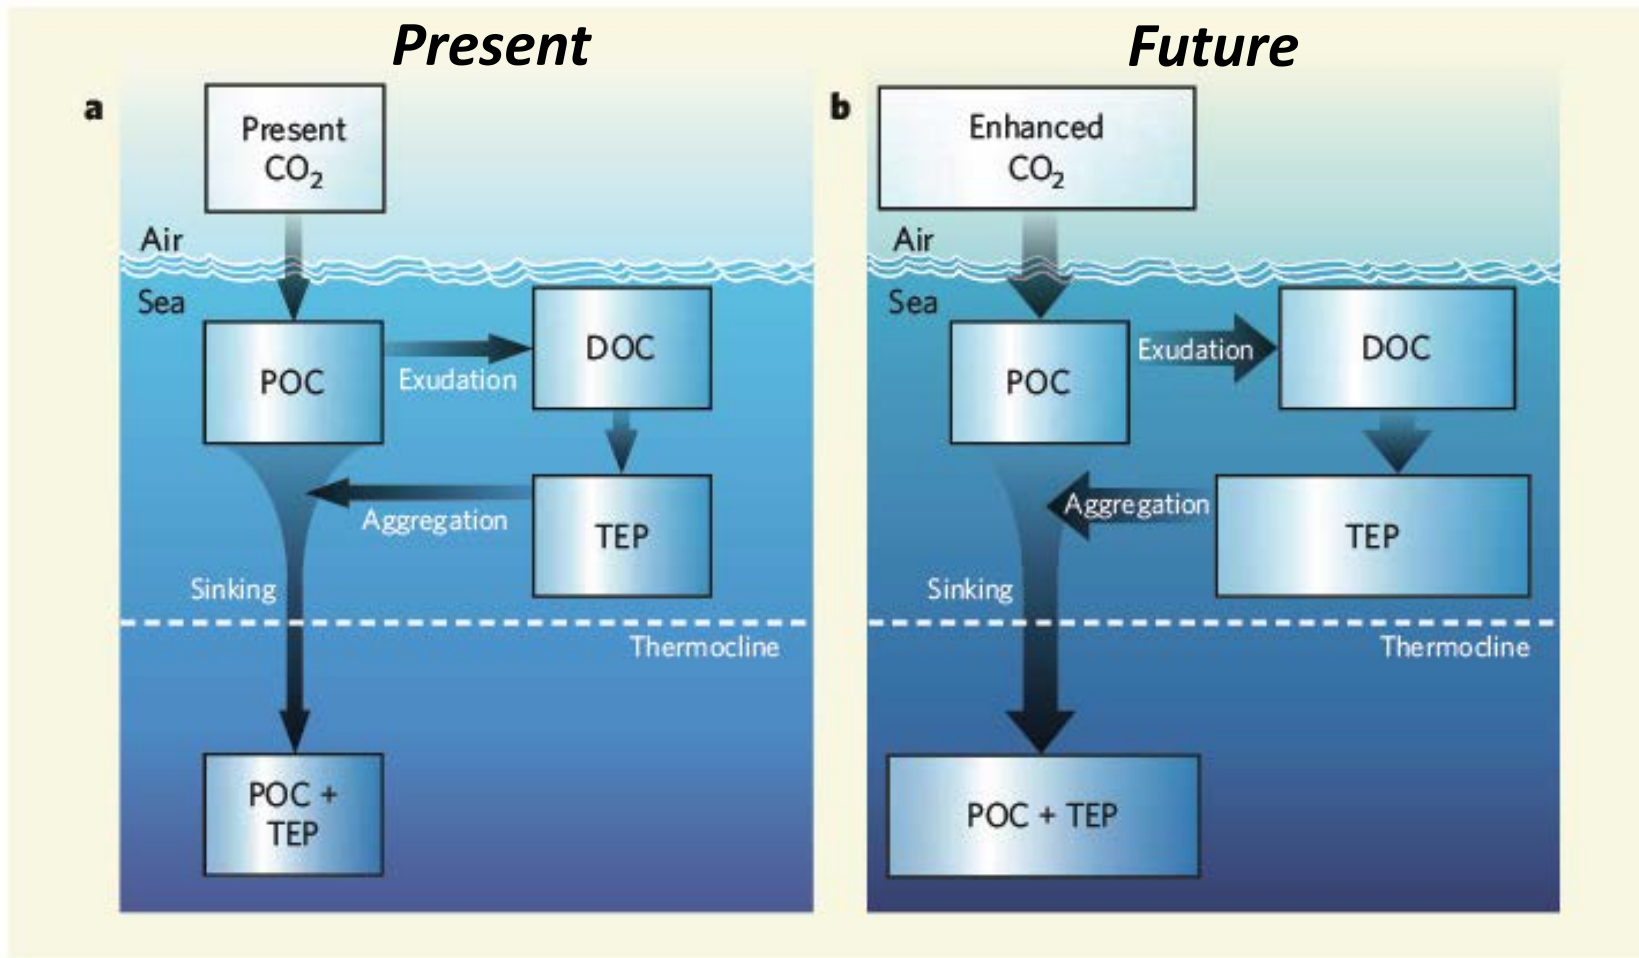 Present
Future
a
Present
CO₂
Air
Sea
POC
Exudation
DOC
Aggregation
TEP
Sinking
Thermocline
POC +
TEP
b
Enhanced
CO₂
Air
Sea
POC
Exudation
DOC
Aggregation
TEP
Sinking
Thermocline
POC + TEP